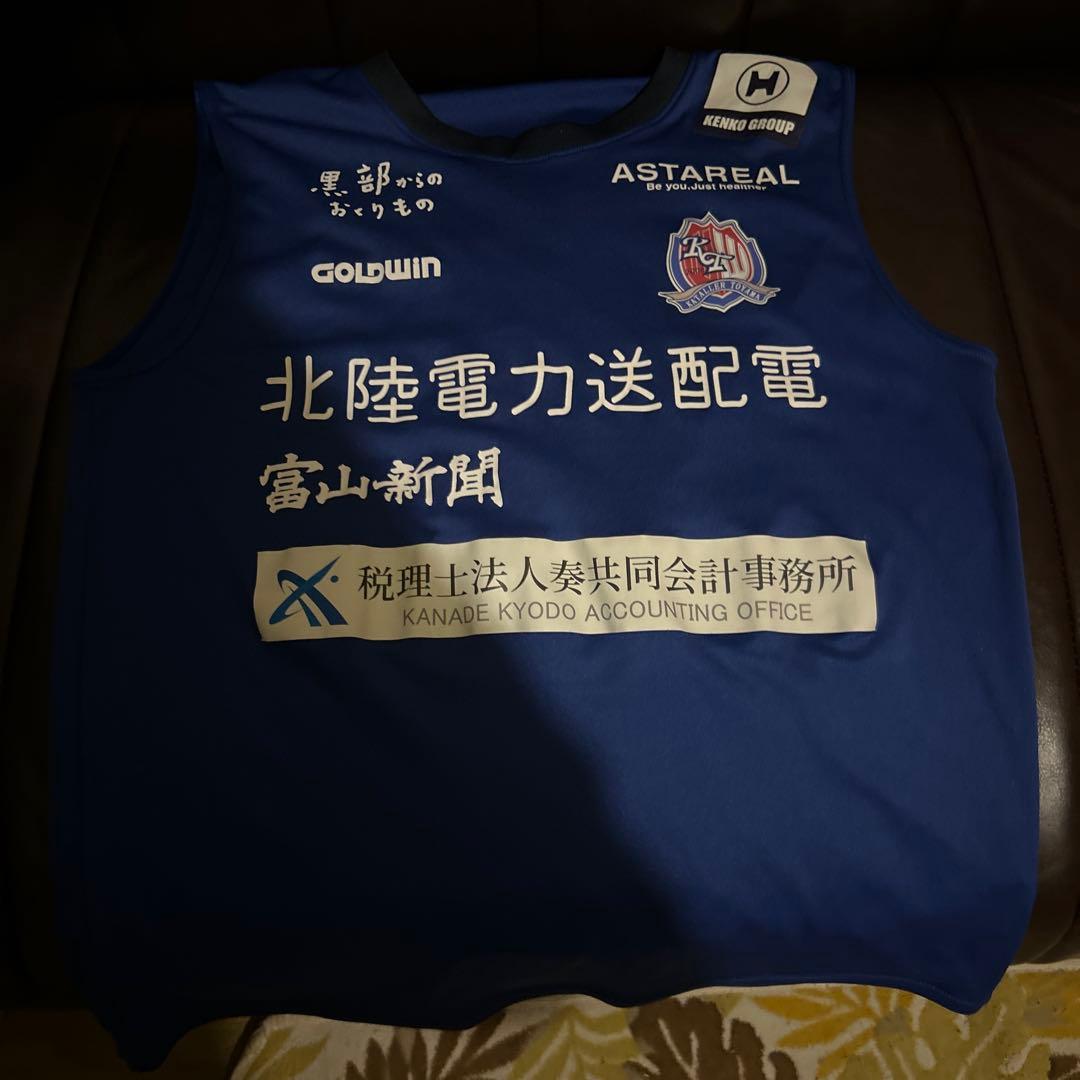 KENKO GROUP
黒部からの
おくりもの
ASTAREAL
Be you, Just healthier
GOLDWIN
KT
KATALLER TOYAMA
北陸電力送配電
富山新聞
税理士法人奏共同会計事務所
KANADE KYODO ACCOUNTING OFFICE